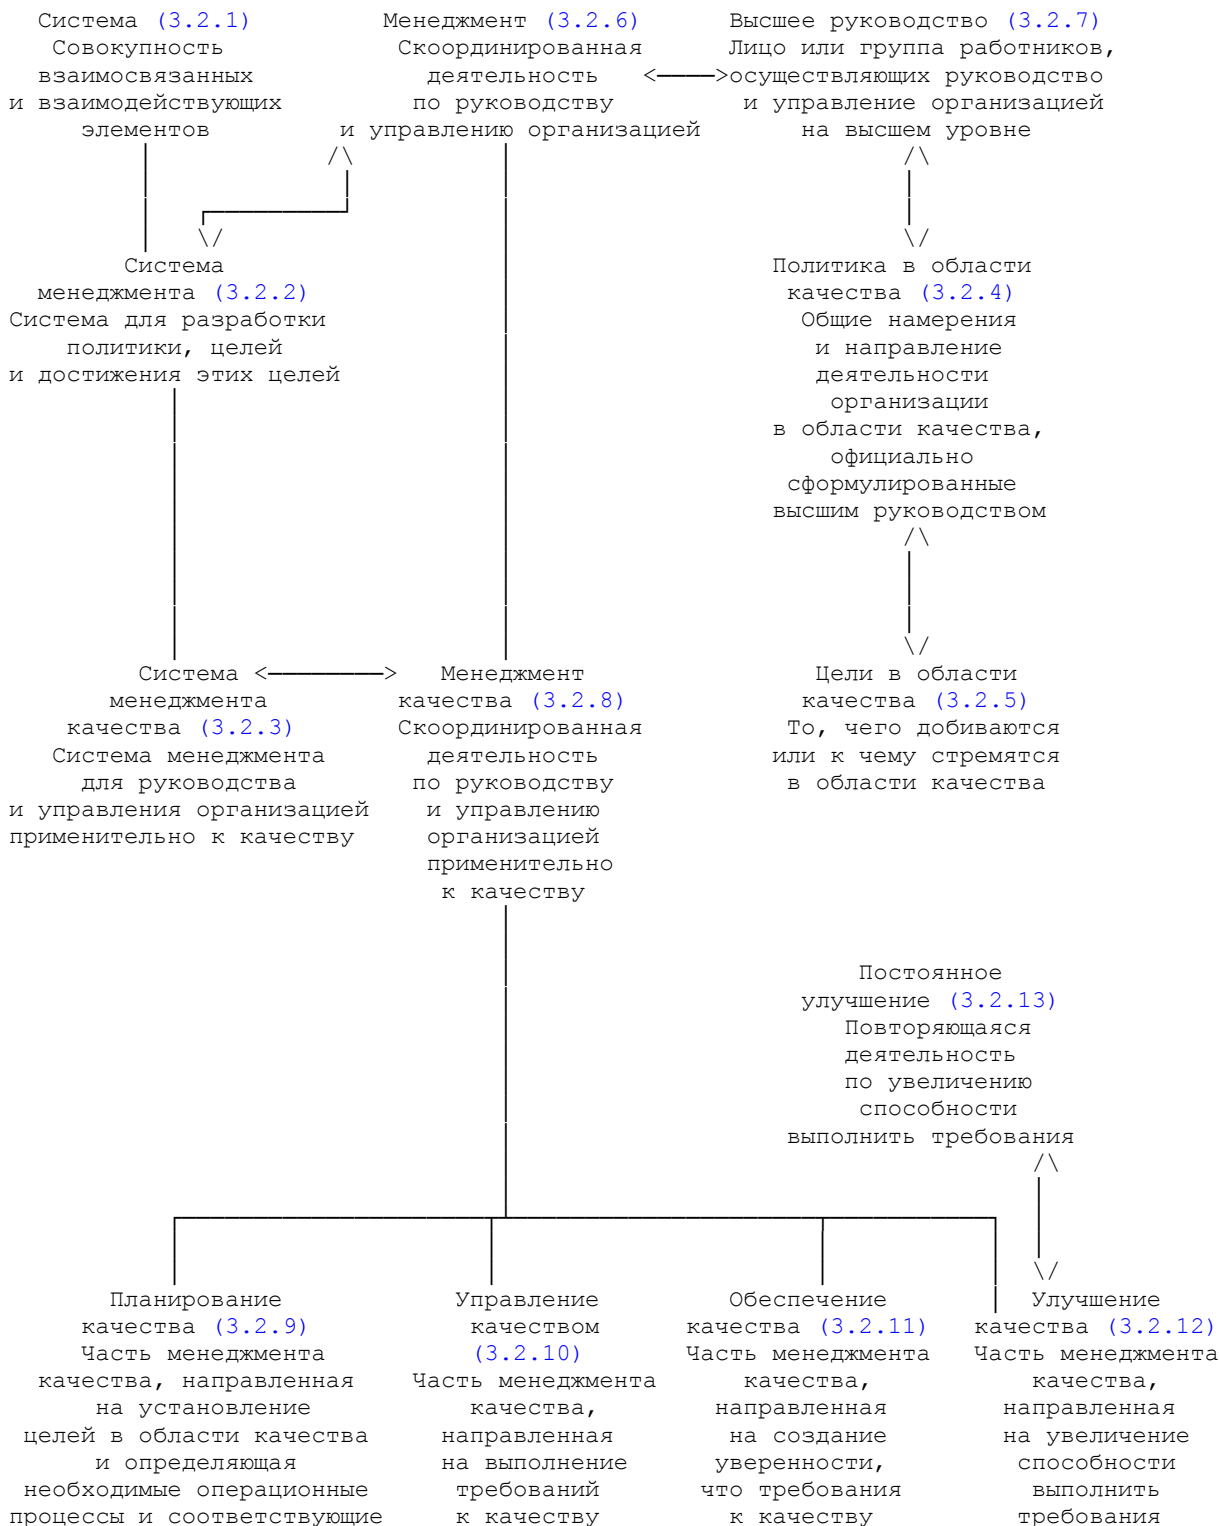 Система (3.2.1)
Совокупность
взаимосвязанных
и взаимодействующих
элементов
Менеджмент (3.2.6)
Скоординированная
деятельность
по руководству
и управлению организацией
Высшее руководство (3.2.7)
Лицо или группа работников,
осуществляющих руководство
и управление организацией
на высшем уровне
Система
менеджмента (3.2.2)
Система для разработки
политики, целей
и достижения этих целей
Политика в области
качества (3.2.4)
Общие намерения
и направление
деятельности
организации
в области качества,
официально
сформулированные
высшим руководством
Система
менеджмента
качества (3.2.3)
Система менеджмента
для руководства
и управления организацией
применительно к качеству
Менеджмент
качества (3.2.8)
Скоординированная
деятельность
по руководству
и управлению
организацией
применительно
к качеству
Цели в области
качества (3.2.5)
То, чего добиваются
или к чему стремятся
в области качества
Постоянное
улучшение (3.2.13)
Повторяющаяся
деятельность
по увеличению
способности
выполнить требования
Планирование
качества (3.2.9)
Часть менеджмента
качества, направленная
на установление
целей в области качества
и определяющая
необходимые операционные
процессы и соответствующие
Управление
качеством
(3.2.10)
Часть менеджмента
качества,
направленная
на выполнение
требований
к качеству
Обеспечение
качества (3.2.11)
Часть менеджмента
качества,
направленная
на создание
уверенности,
что требования
к качеству
Улучшение
качества (3.2.12)
Часть менеджмента
качества,
направленная
на увеличение
способности
выполнить
требования